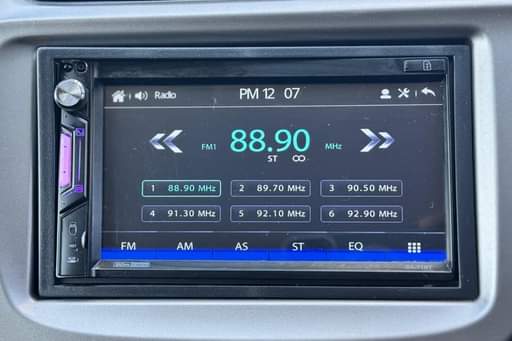 Radio PM 12 07
FM1 88.90 MHz
ST
1 88.90 MHz 2 89.70 MHz 3 90.50 MHz
4 91.30 MHz 5 92.10 MHz 6 92.90 MHz
FM AM AS ST EQ